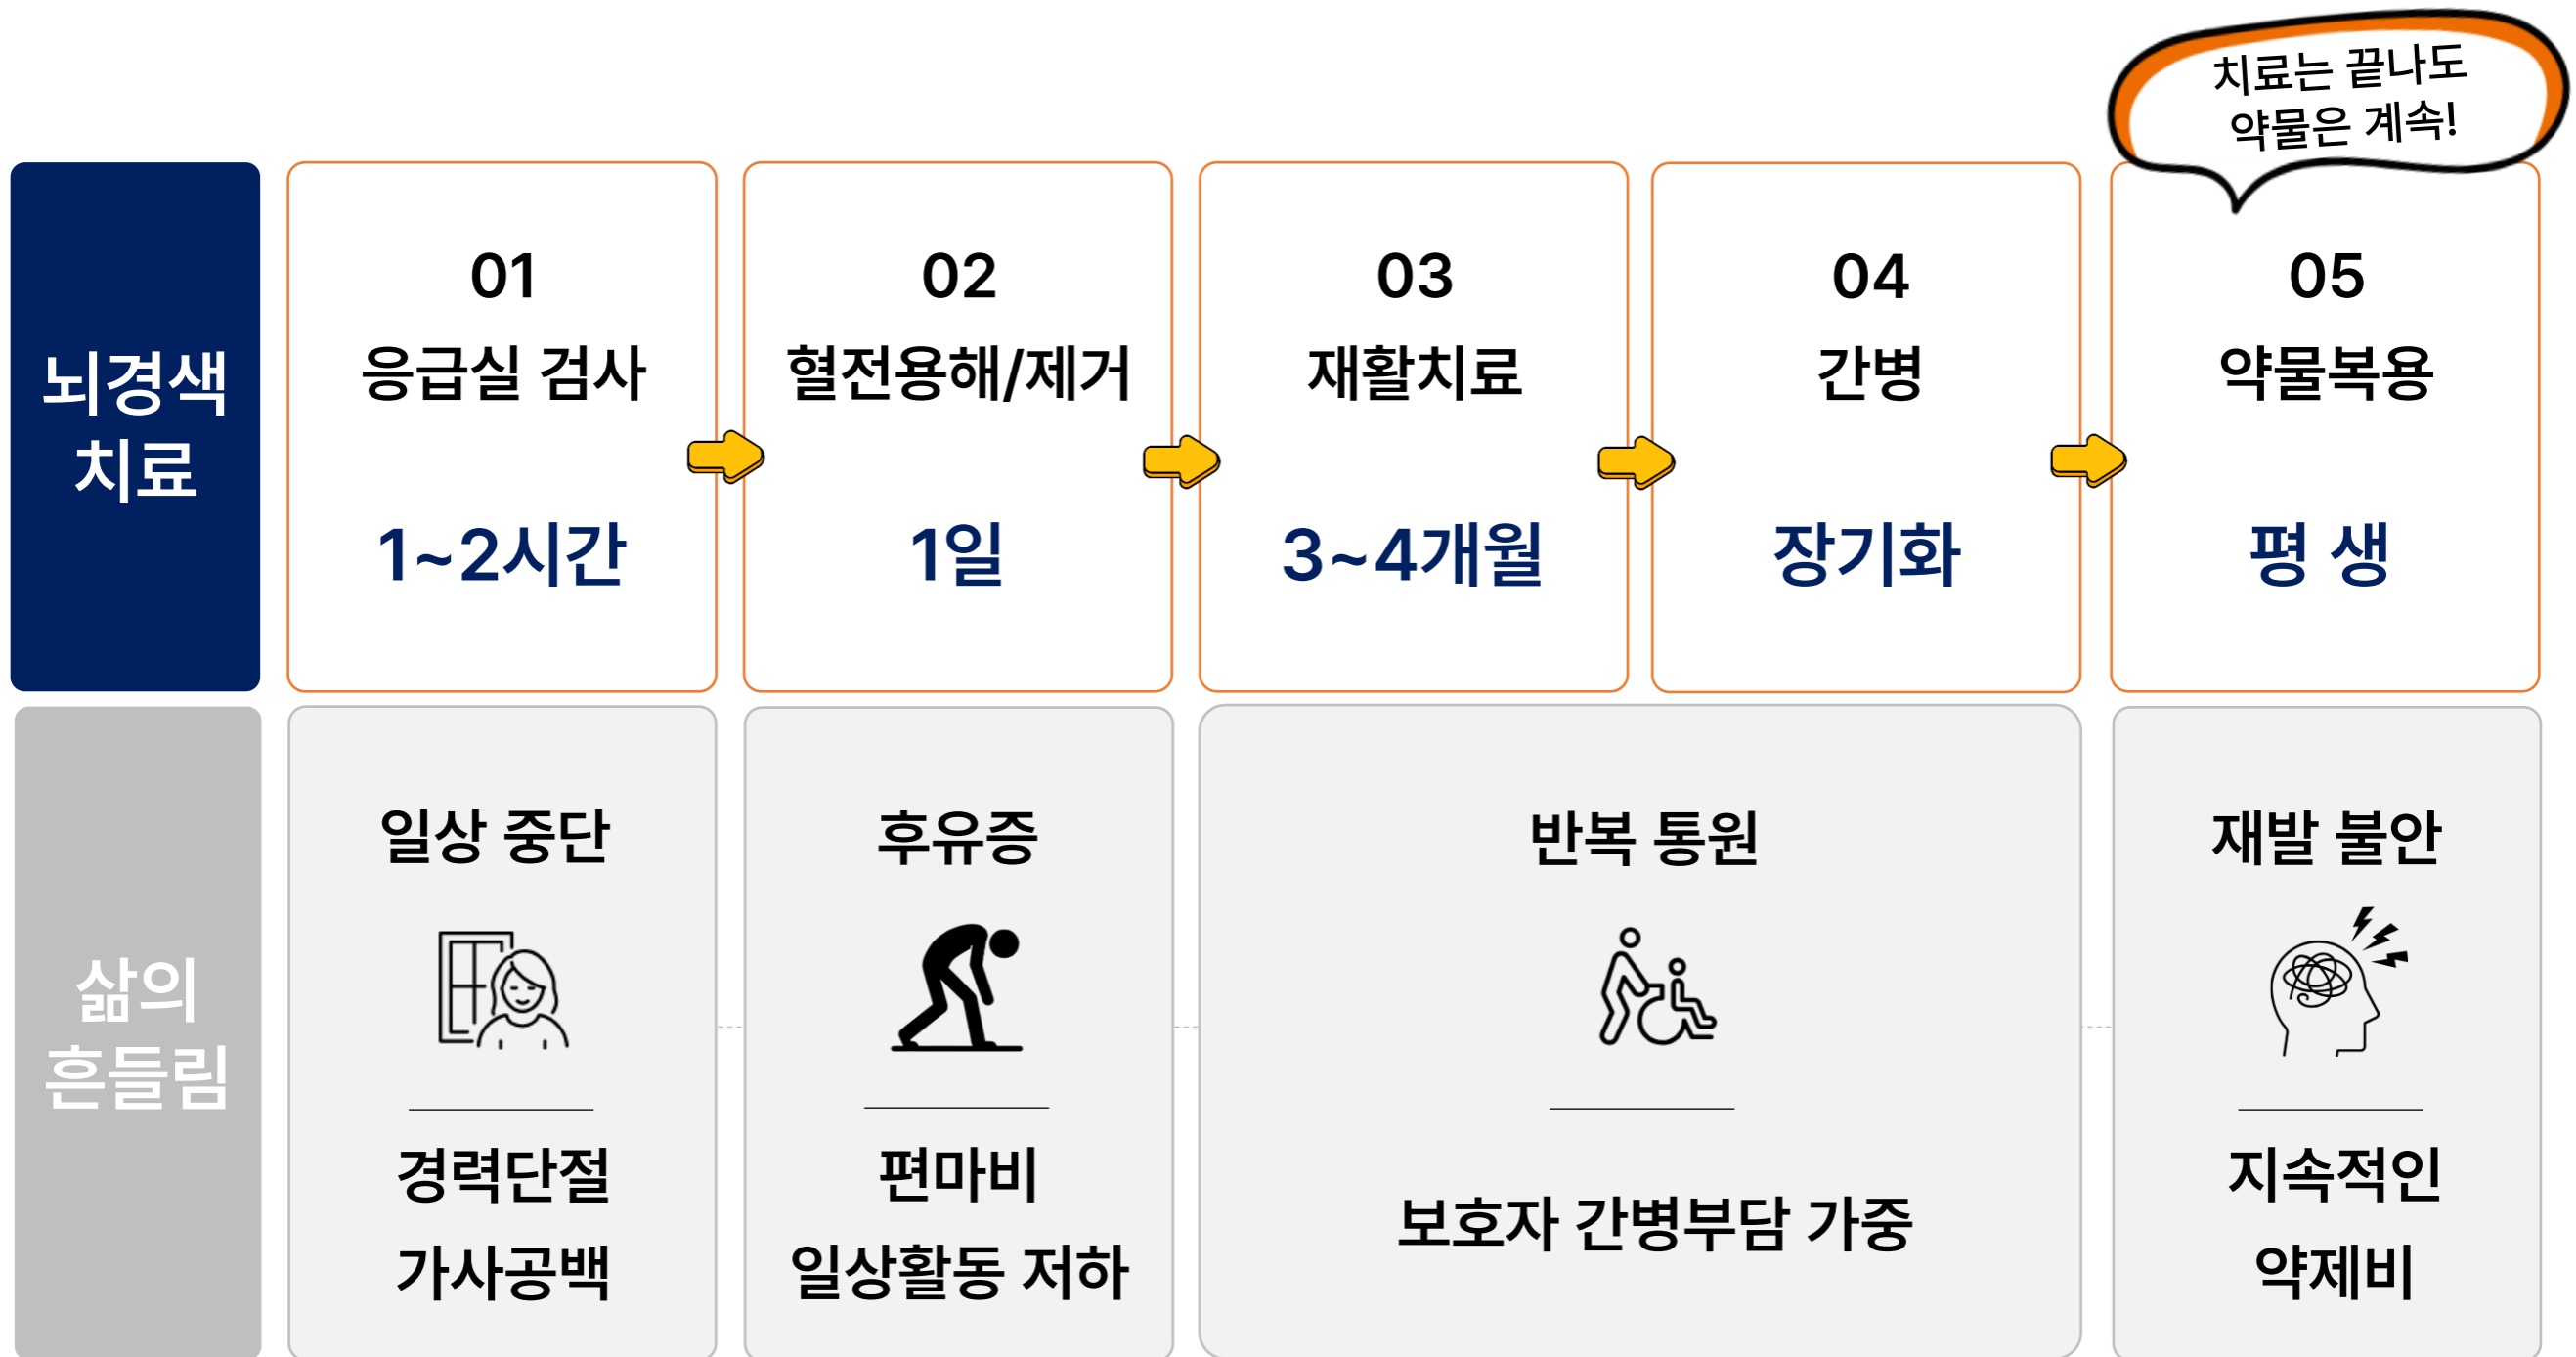 치료는 끝나도
약물은 계속!
뇌경색
치료
01
응급실 검사
1~2시간
02
혈전용해/제거
1일
03
재활치료
3~4개월
04
간병
장기화
05
약물복용
평 생
삶의
흔들림
일상 중단
경력단절
가사공백
후유증
편마비
일상활동 저하
반복 통원
보호자 간병부담 가중
재발 불안
지속적인
약제비